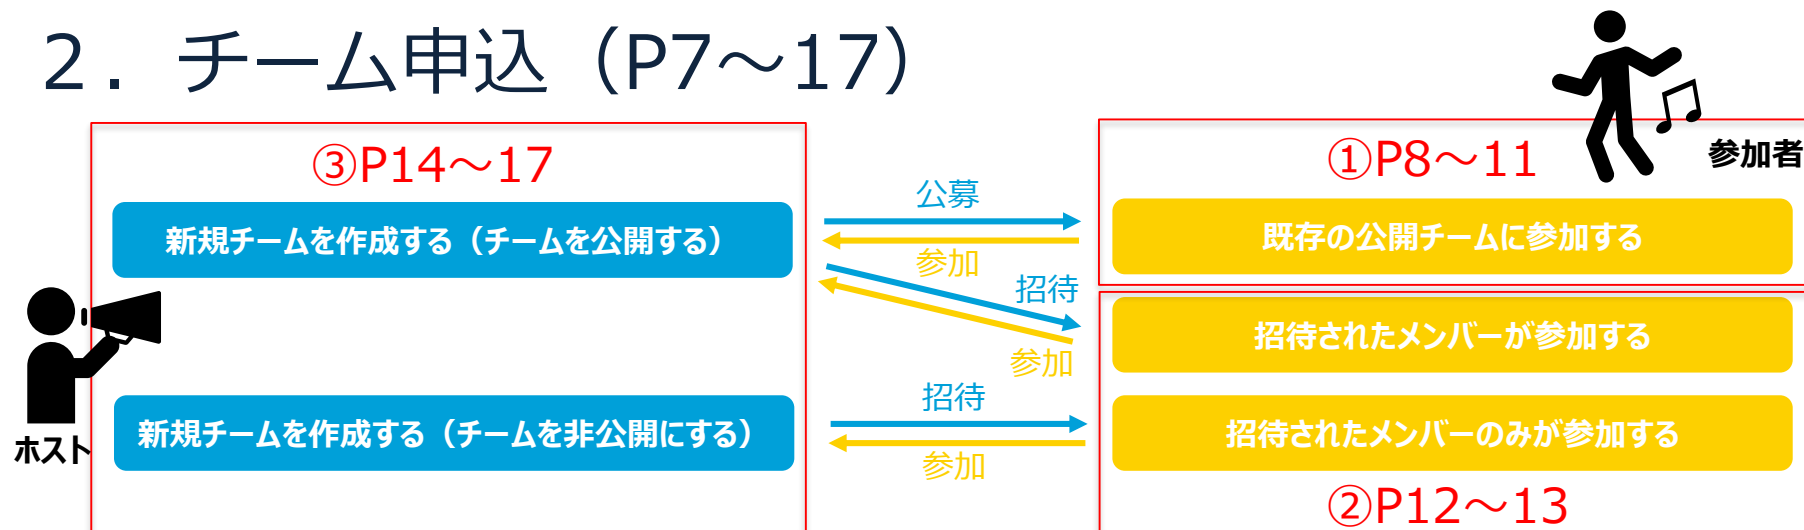 ２．チーム申込（P7～17）
③P14～17
①P8～11
参加者
公募
新規チームを作成する（チームを公開する）
既存の公開チームに参加する
参加
招待
招待されたメンバーが参加する
参加
招待
新規チームを作成する（チームを非公開にする）
招待されたメンバーのみが参加する
ホスト
参加
②P12～13